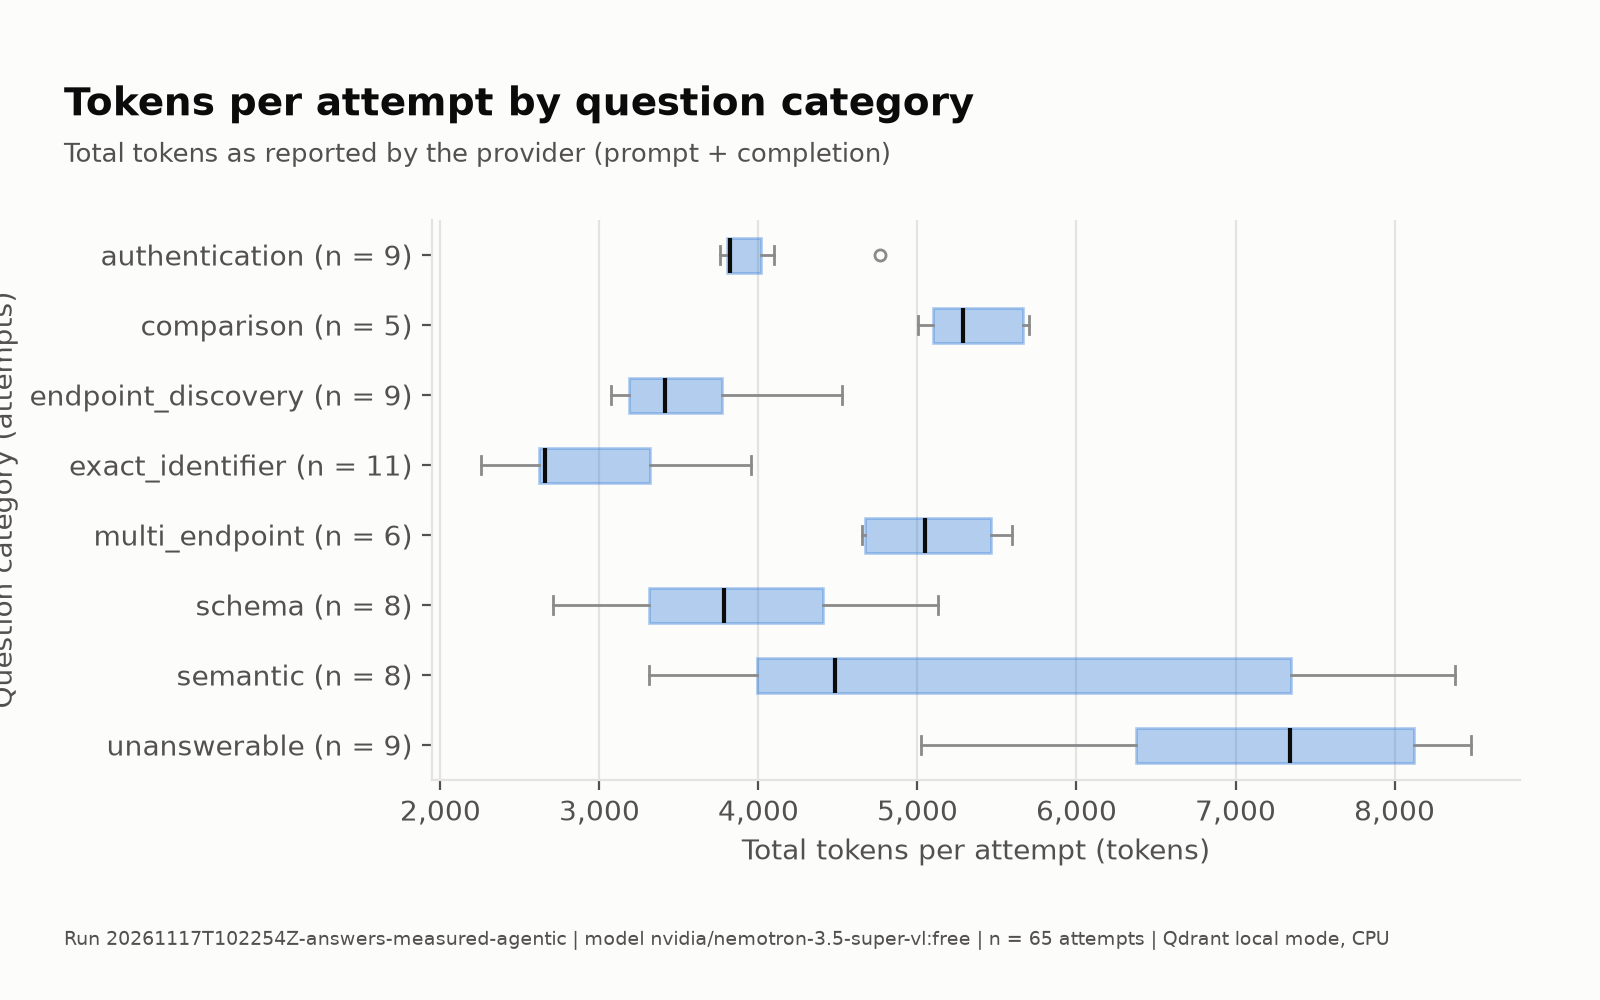 Tokens per attempt by question category
Total tokens as reported by the provider (prompt + completion)
Question category (attempts)
authentication (n = 9)
comparison (n = 5)
endpoint_discovery (n = 9)
exact_identifier (n = 11)
multi_endpoint (n = 6)
schema (n = 8)
semantic (n = 8)
unanswerable (n = 9)
2,000 3,000 4,000 5,000 6,000 7,000 8,000
Total tokens per attempt (tokens)
Run 20261117T102254Z-answers-measured-agentic | model nvidia/nemotron-3.5-super-vl:free | n = 65 attempts | Qdrant local mode, CPU